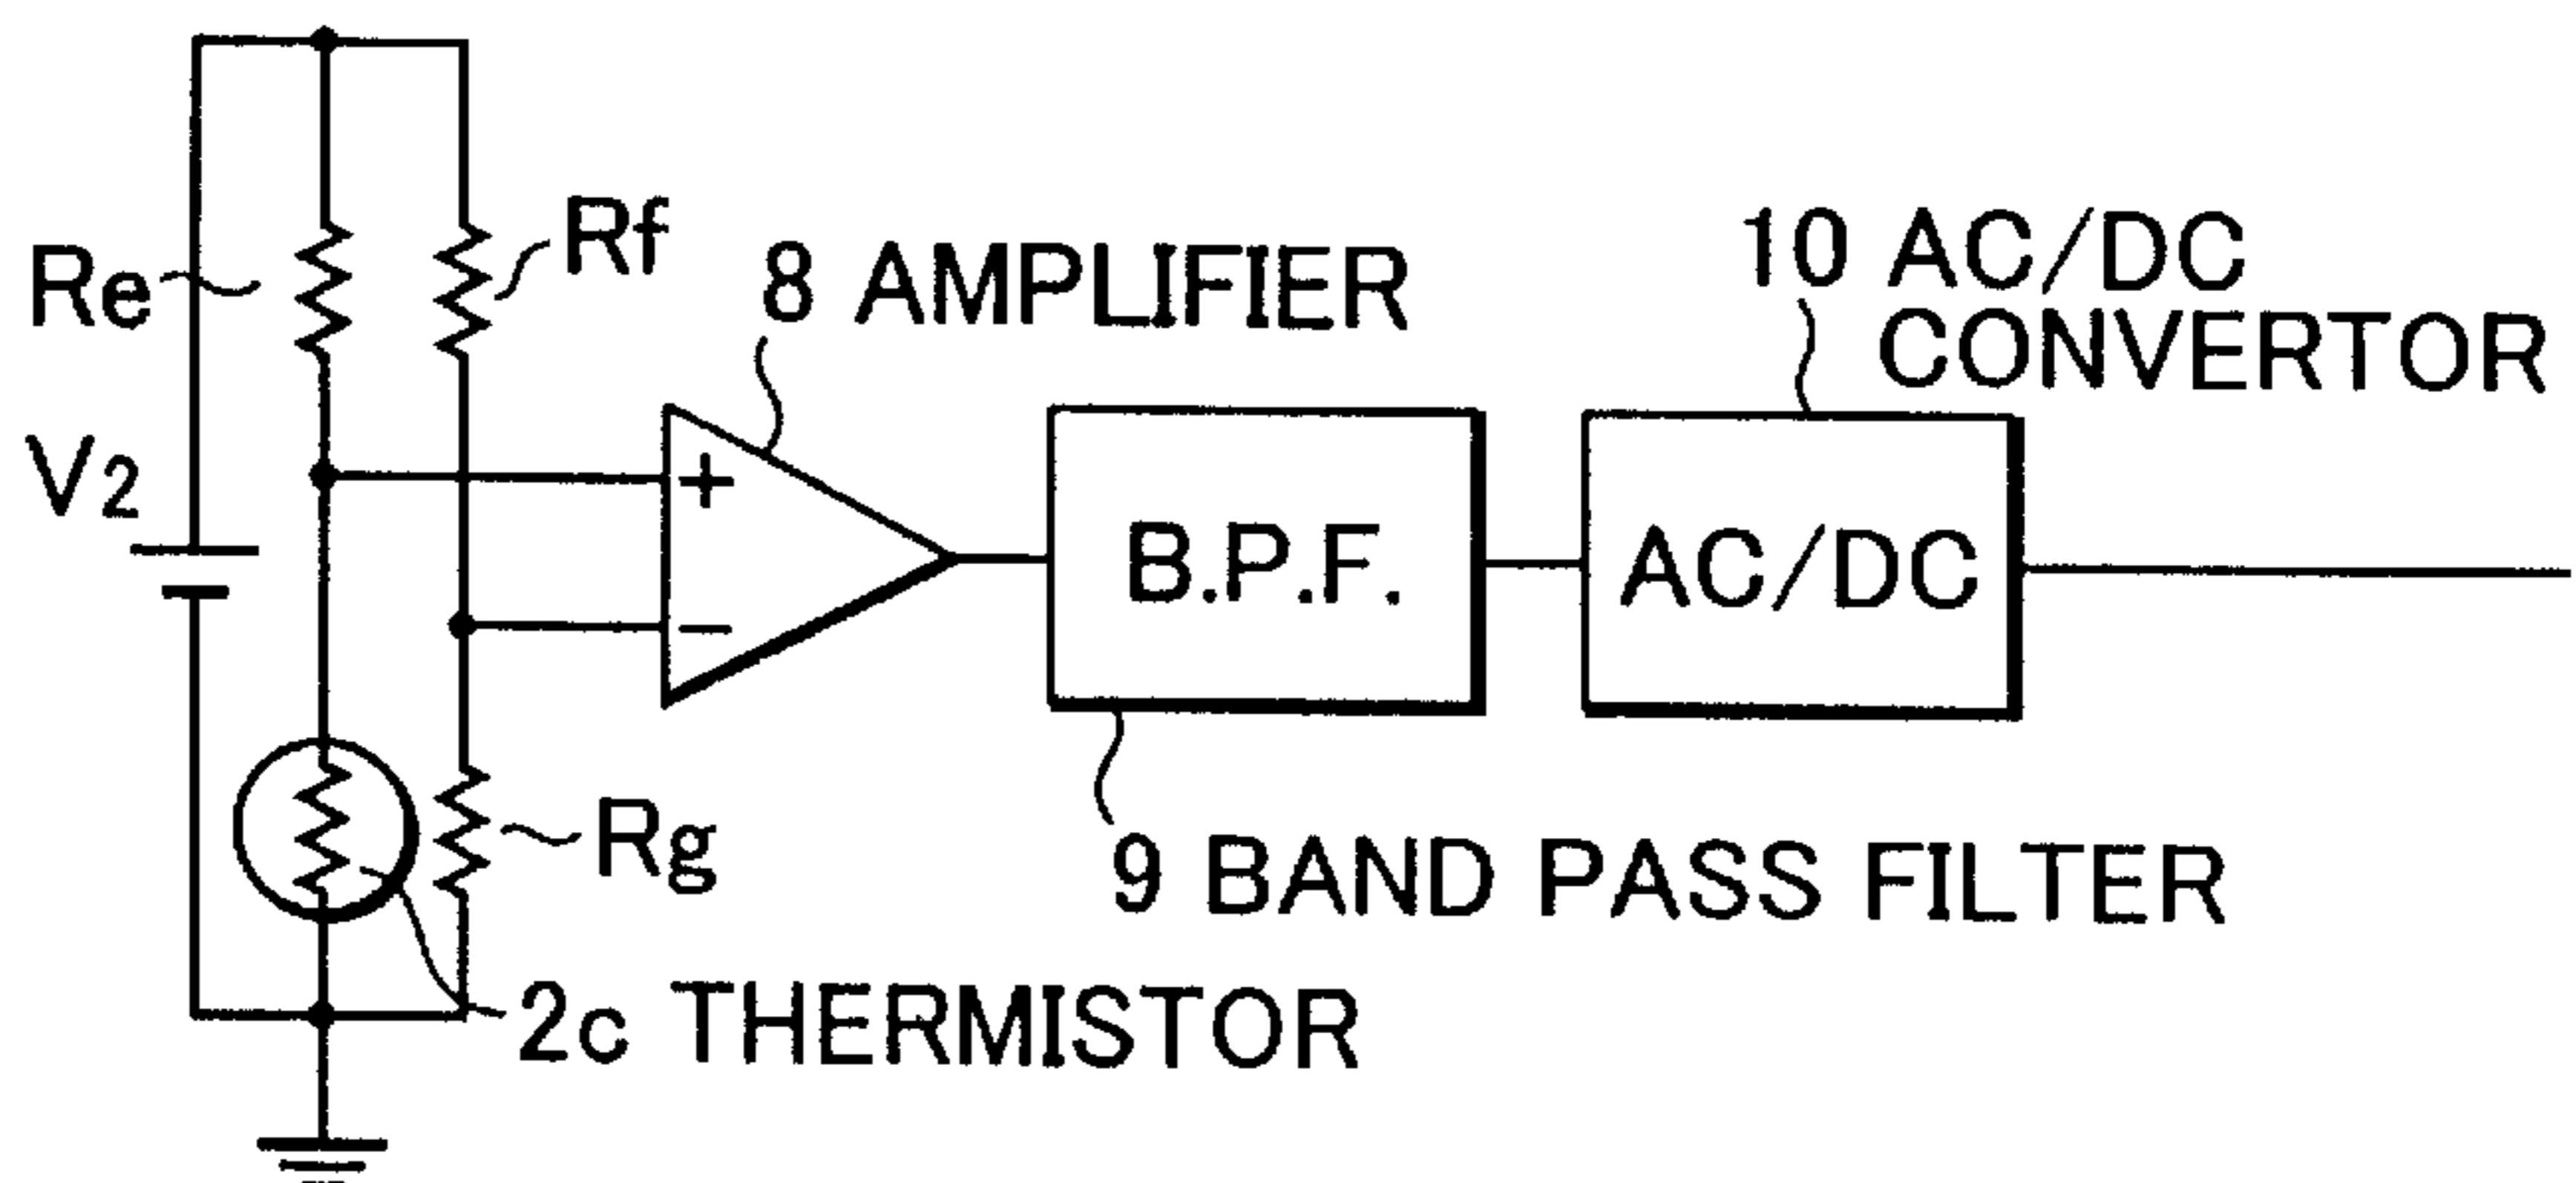 Re
Rf
V2
8 AMPLIFIER
+
−
B.P.F.
9 BAND PASS FILTER
10 AC/DC
CONVERTOR
AC/DC
Rg
2c THERMISTOR